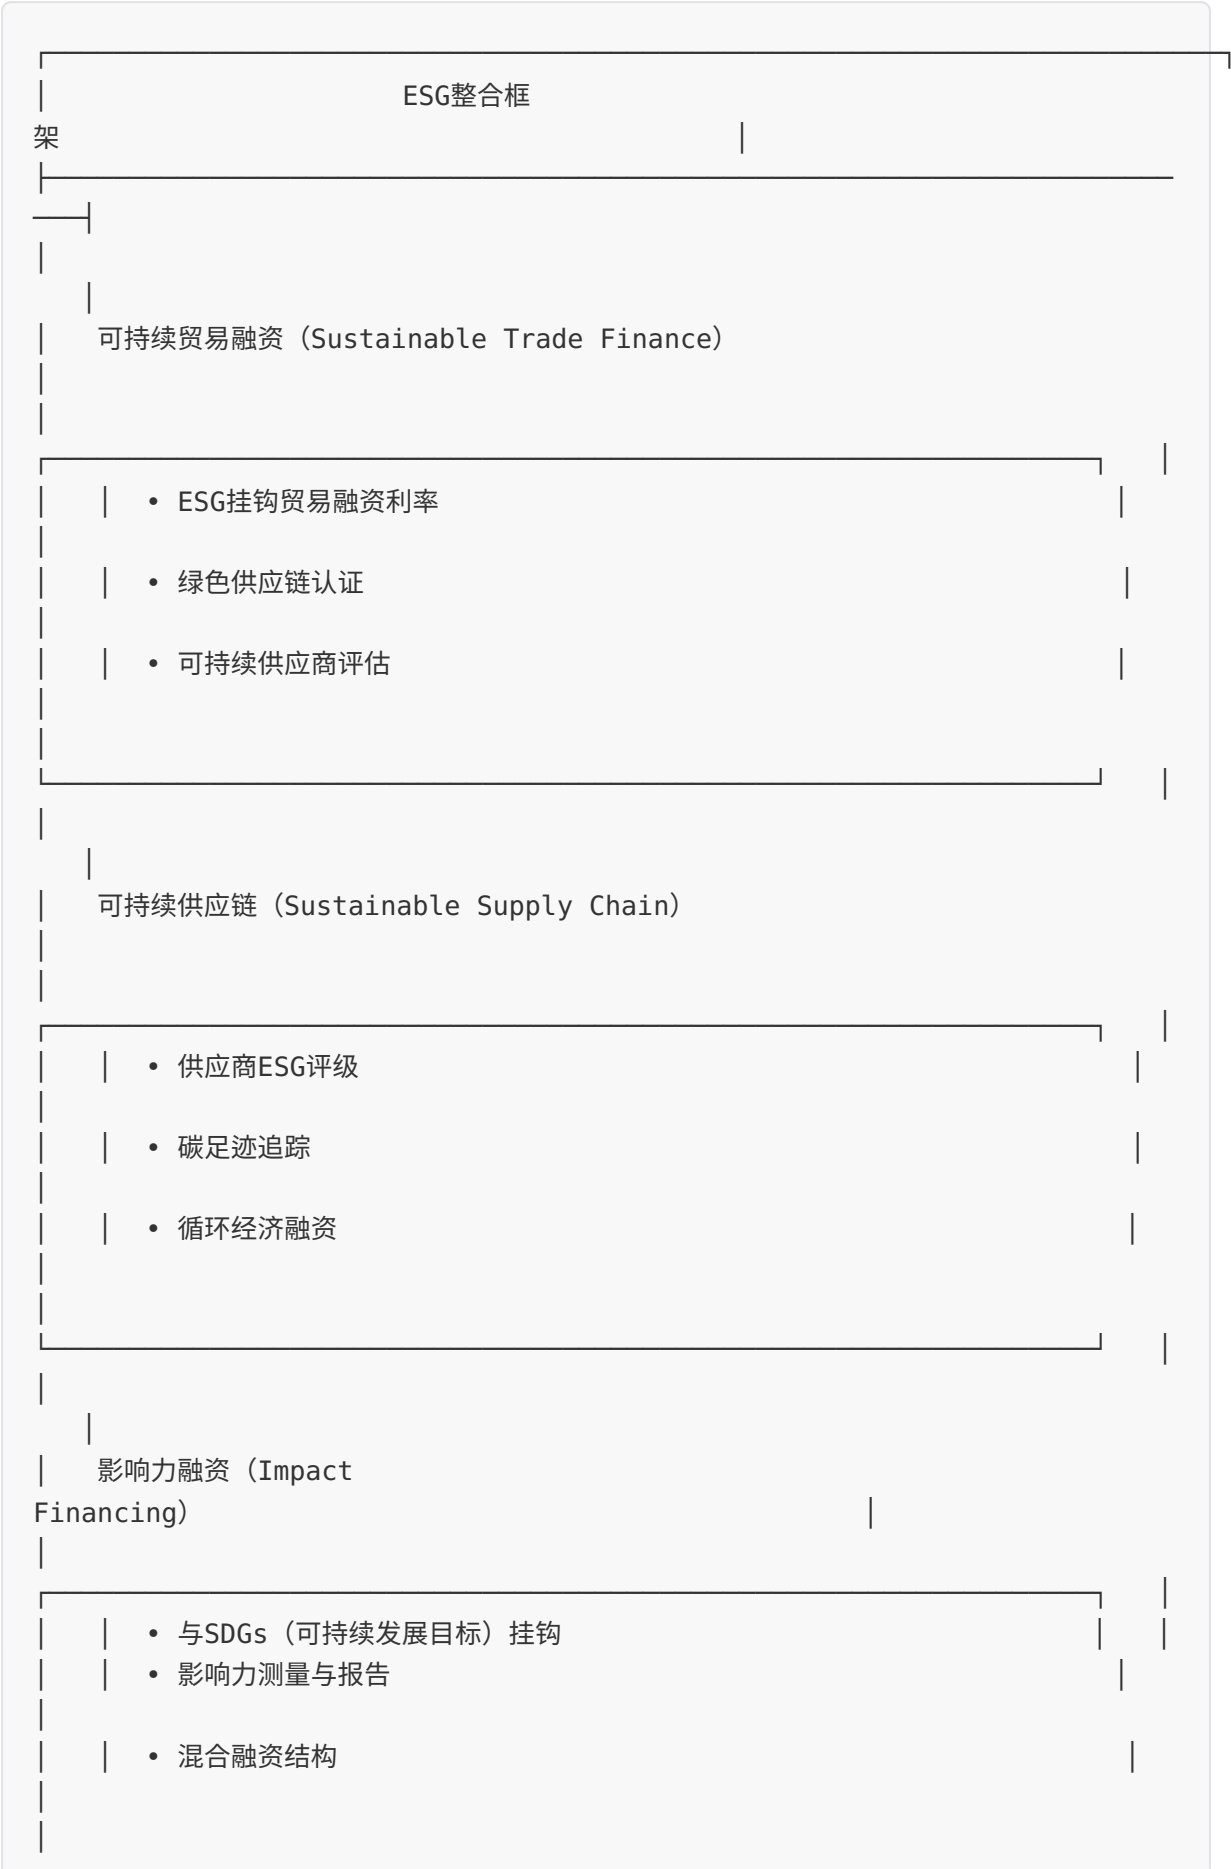 ESG整合框
架
可持续贸易融资（Sustainable Trade Finance）
• ESG挂钩贸易融资利率
• 绿色供应链认证
• 可持续供应商评估
可持续供应链（Sustainable Supply Chain）
• 供应商ESG评级
• 碳足迹追踪
• 循环经济融资
影响力融资（Impact
Financing）
• 与SDGs（可持续发展目标）挂钩
• 影响力测量与报告
• 混合融资结构